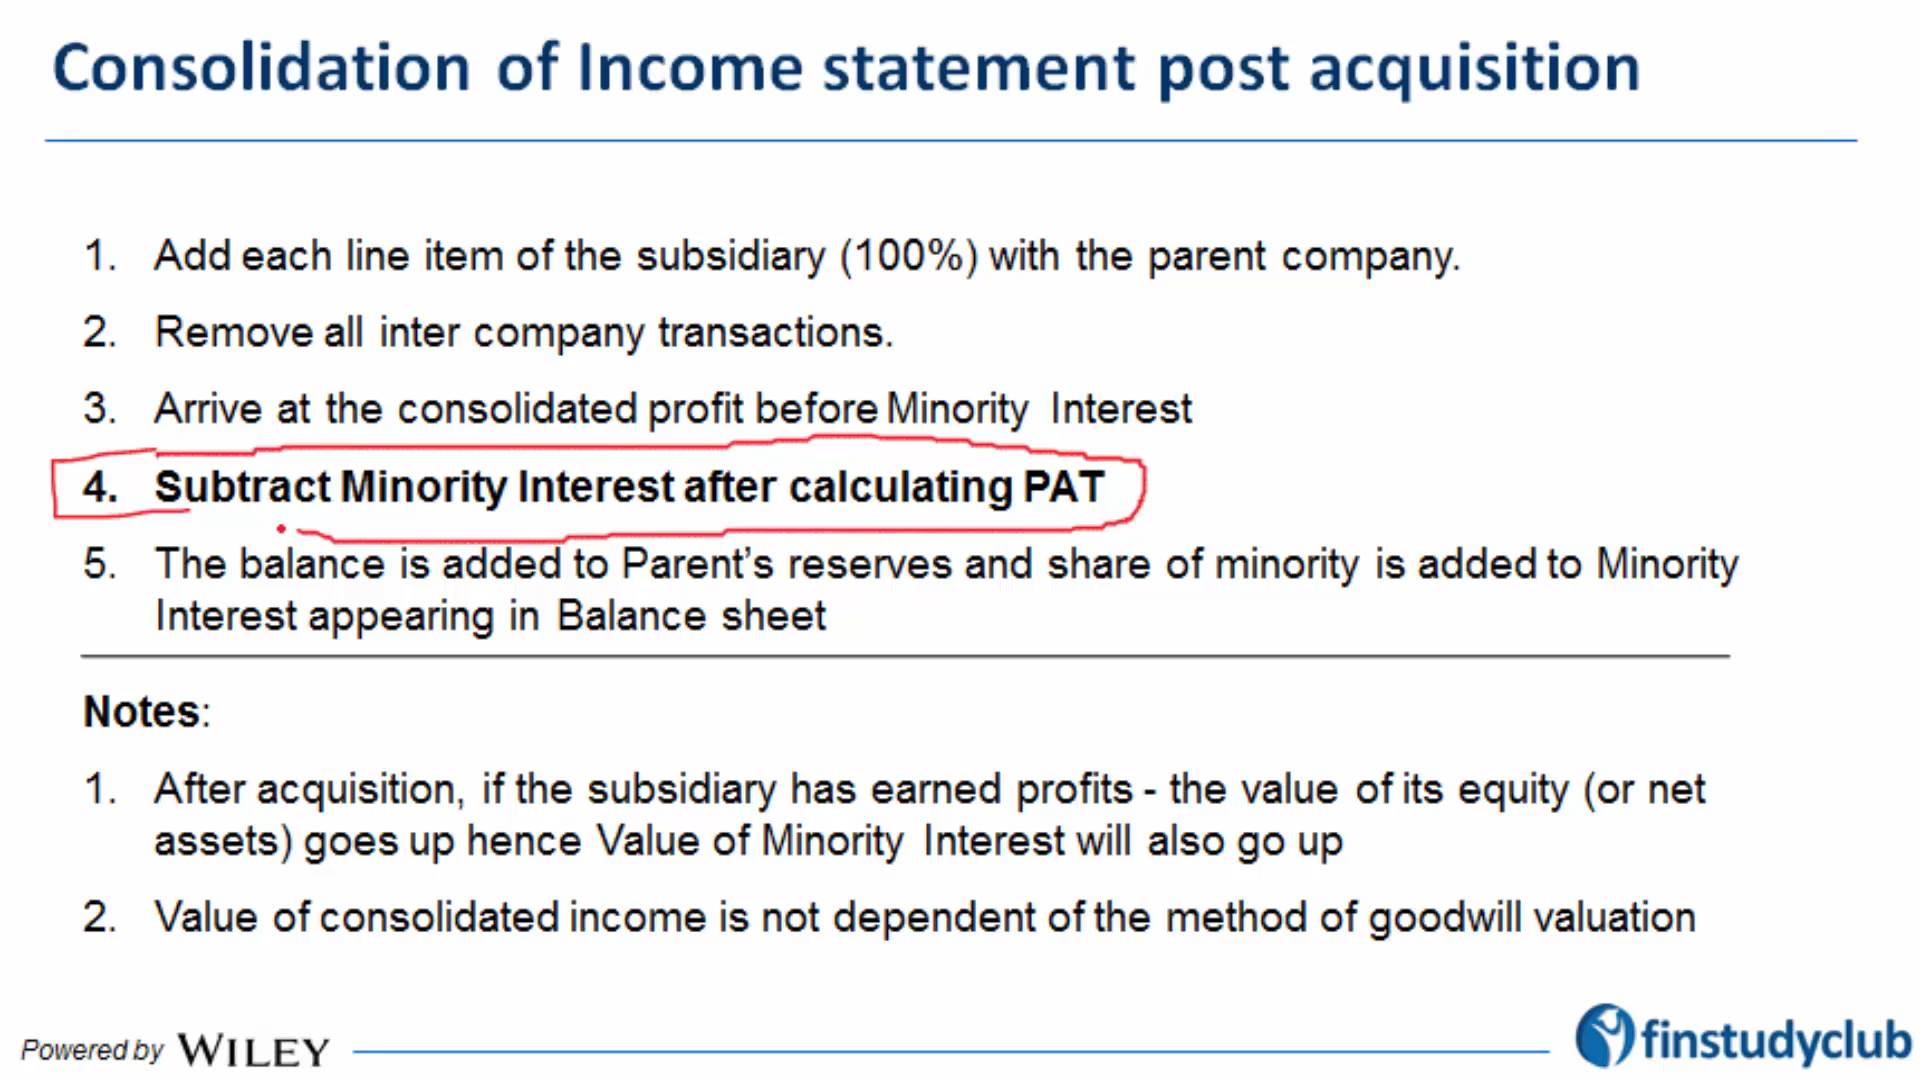 Consolidation of Income statement post acquisition
1. Add each line item of the subsidiary (100%) with the parent company.
2. Remove all inter company transactions.
3. Arrive at the consolidated profit before Minority Interest
4. Subtract Minority Interest after calculating PAT
5. The balance is added to Parent's reserves and share of minority is added to Minority
Interest appearing in Balance sheet
Notes:
1. After acquisition, if the subsidiary has earned profits - the value of its equity (or net
assets) goes up hence Value of Minority Interest will also go up
2. Value of consolidated income is not dependent of the method of goodwill valuation
Powered by WILEY
finstudyclub